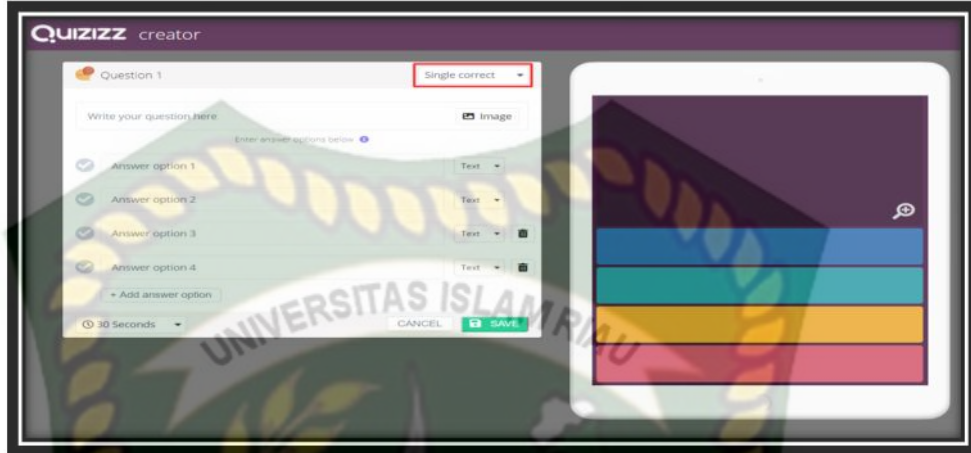 QUIZIZZ creator
Question 1
Single correct
Write your question here
Image
Enter answer options below
Answer option 1
Text
Answer option 2
Text
Answer option 3
Text
Answer option 4
Text
+ Add answer option
30 Seconds
CANCEL
SAVE
UNIVERSITAS ISLAM RIAU